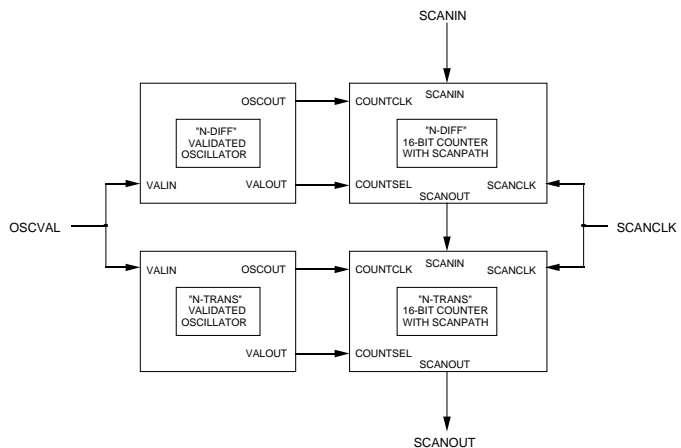 SCANIN
OSCOUT
"N-DIFF"
VALIDATED
OSCILLATOR
VALIN
VALOUT
COUNTCLK
SCANIN
"N-DIFF"
16-BIT COUNTER
WITH SCANPATH
COUNTSEL
SCANCLK
SCANOUT
OSCVAL
SCANCLK
VALIN
OSCOUT
"N-TRANS"
VALIDATED
OSCILLATOR
VALOUT
COUNTCLK
SCANIN
SCANCLK
"N-TRANS"
16-BIT COUNTER
WITH SCANPATH
COUNTSEL
SCANOUT
SCANOUT